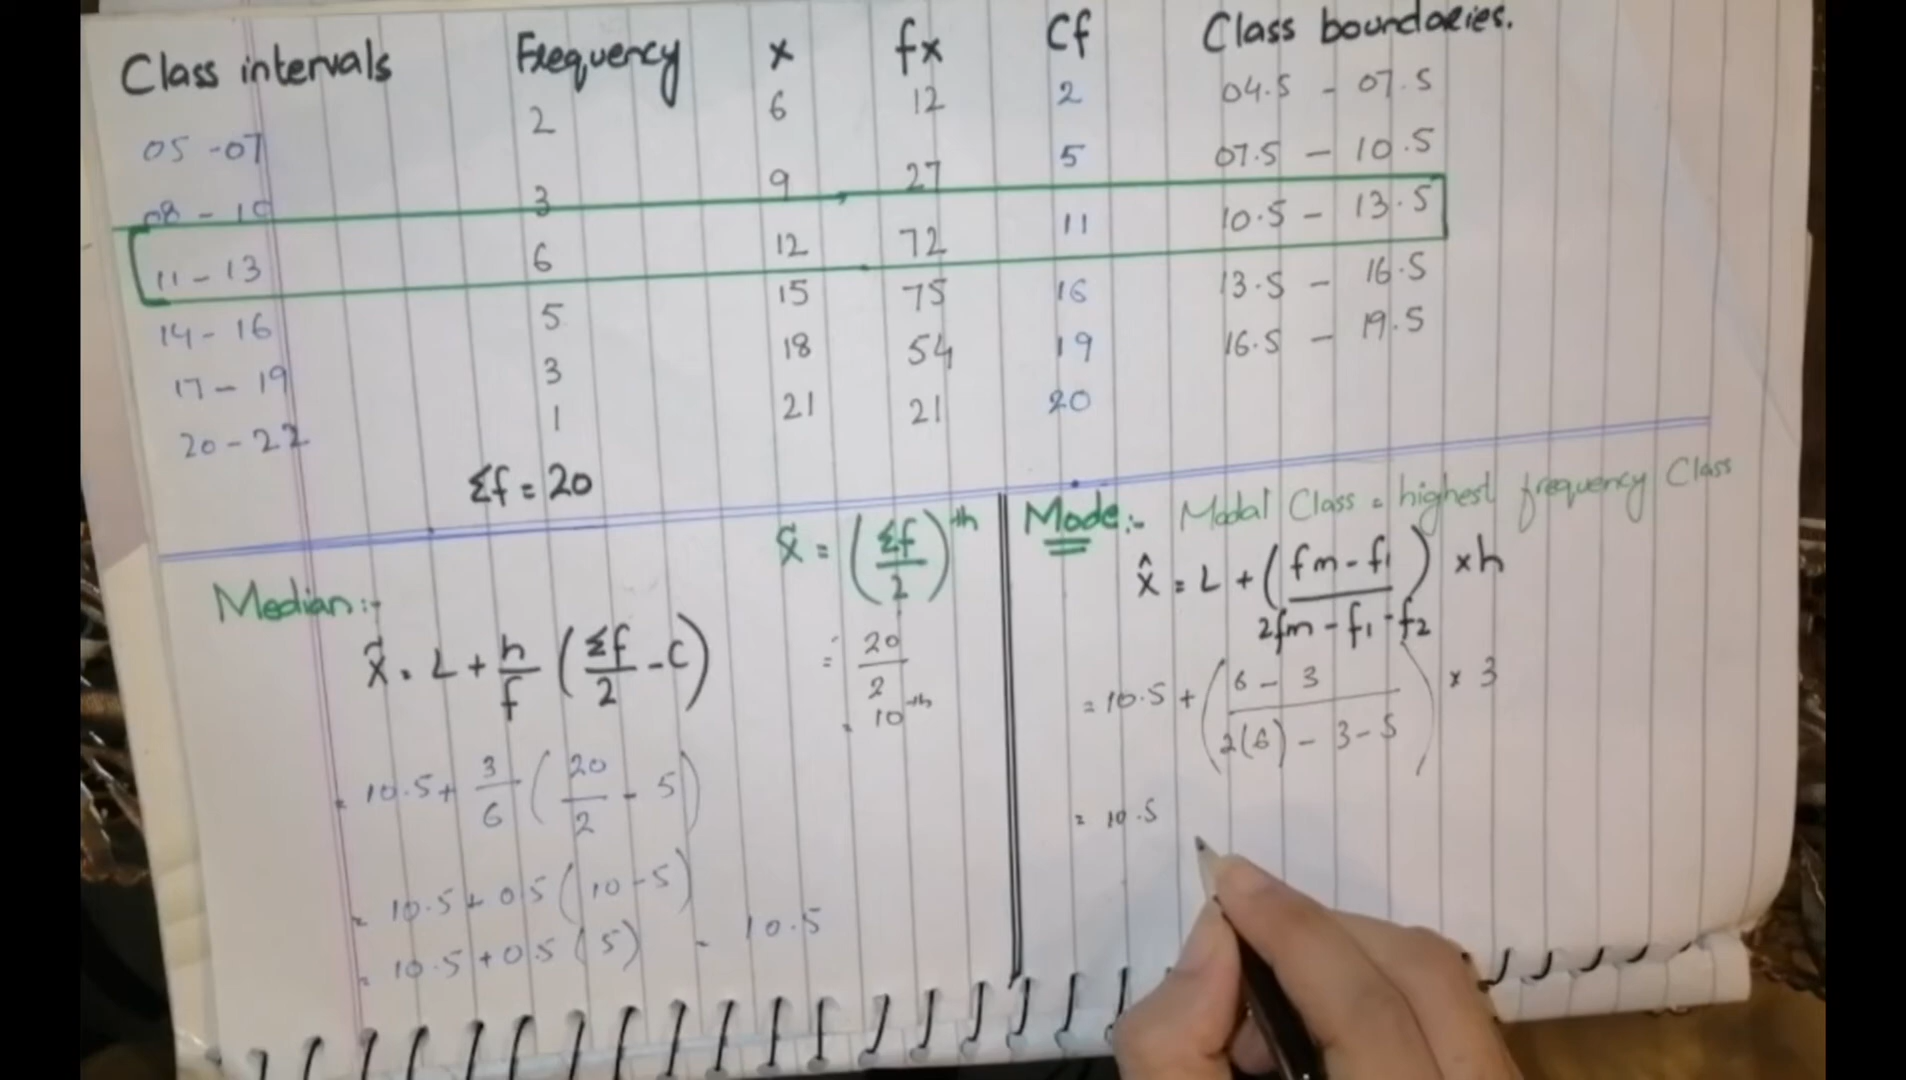 Class intervals Frequency x fx Cf Class boundaries.
05 - 07 2 6 12 2 04.5 - 07.5
08 - 10 3 9 27 5 07.5 - 10.5
11 - 13 6 12 72 11 10.5 - 13.5
14 - 16 5 15 75 16 13.5 - 16.5
17 - 19 3 18 54 19 16.5 - 19.5
20 - 22 1 21 21 20
Σf = 20
Median:-
x̃ = (Σf/2)th
x̃ = L + h/f (Σf/2 - C)
= 20/2
= 10th
= 10.5 + 3/6 (20/2 - 5)
= 10.5 + 0.5 (10 - 5)
= 10.5 + 0.5 (5) = 10.5
Mode:- Modal Class = highest frequency Class
x̂ = L + (fm - f1 / 2fm - f1 - f2) × h
= 10.5 + (6 - 3 / 2(6) - 3 - 5) × 3
= 10.5